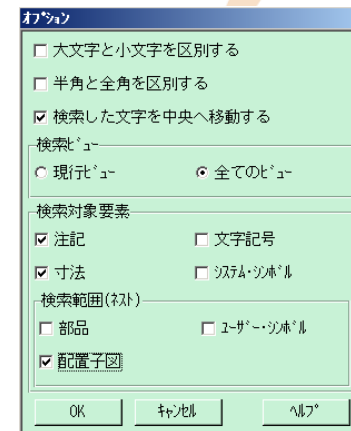 ｵﾌﾟｼｮﾝ
大文字と小文字を区別する
半角と全角を区別する
検索した文字を中央へ移動する
検索ﾋﾞｭｰ
現行ﾋﾞｭｰ 全てのﾋﾞｭｰ
検索対象要素
注記 文字記号
寸法 ｼｽﾃﾑ・ｼﾝﾎﾞﾙ
検索範囲(ﾈｽﾄ)
部品 ﾕｰｻﾞｰ・ｼﾝﾎﾞﾙ
配置子図
OK ｷｬﾝｾﾙ ﾍﾙﾌﾟ